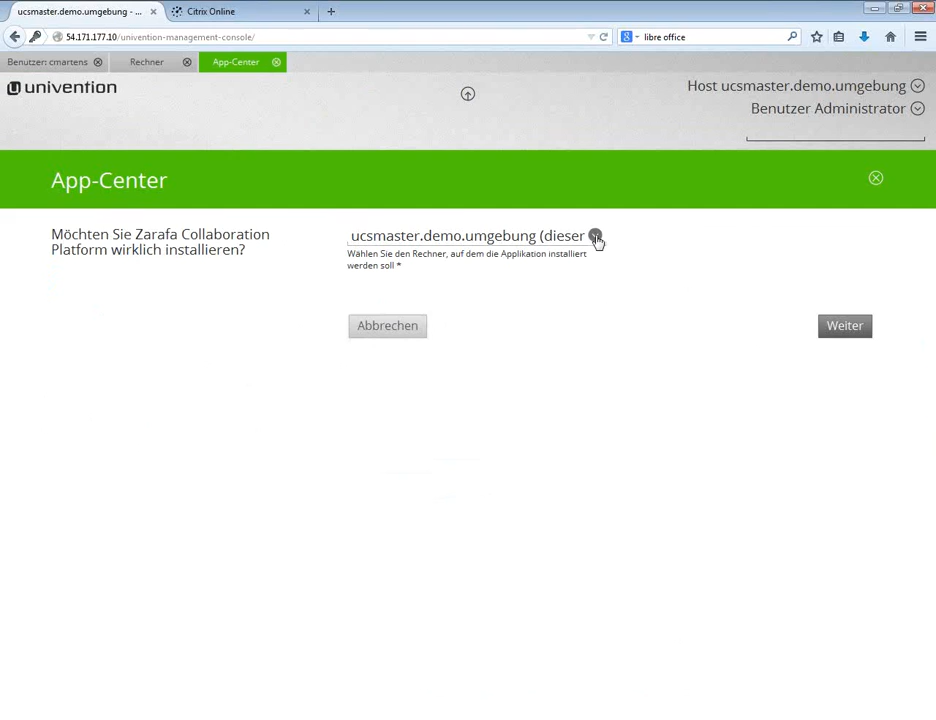 ucsmaster.demo.umgebung - ...
Citrix Online
54.171.177.10/univention-management-console/
libre office
Benutzer: cmartens
Rechner
App-Center
univention
Host ucsmaster.demo.umgebung
Benutzer Administrator
App-Center
Möchten Sie Zarafa Collaboration
Platform wirklich installieren?
ucsmaster.demo.umgebung (dieser
Wählen Sie den Rechner, auf dem die Applikation installiert
werden soll *
Abbrechen
Weiter